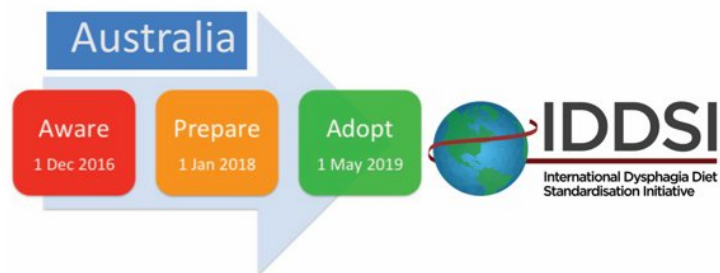 Australia
Aware
1 Dec 2016
Prepare
1 Jan 2018
Adopt
1 May 2019
IDDSI
International Dysphagia Diet
Standardisation Initiative